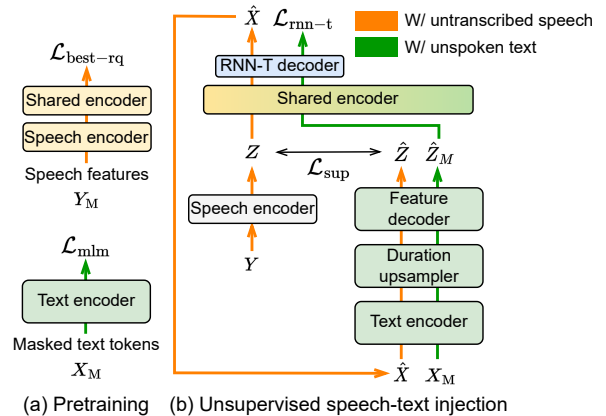 W/ untranscribed speech
W/ unspoken text
ℒ_best−rq
Shared encoder
Speech encoder
Speech features
Y_M
ℒ_mlm
Text encoder
Masked text tokens
X_M
(a) Pretraining
X̂
ℒ_rnn−t
RNN-T decoder
Shared encoder
Z
ℒ_sup
Ẑ
Ẑ_M
Speech encoder
Y
Feature
decoder
Duration
upsampler
Text encoder
X̂
X_M
(b) Unsupervised speech-text injection